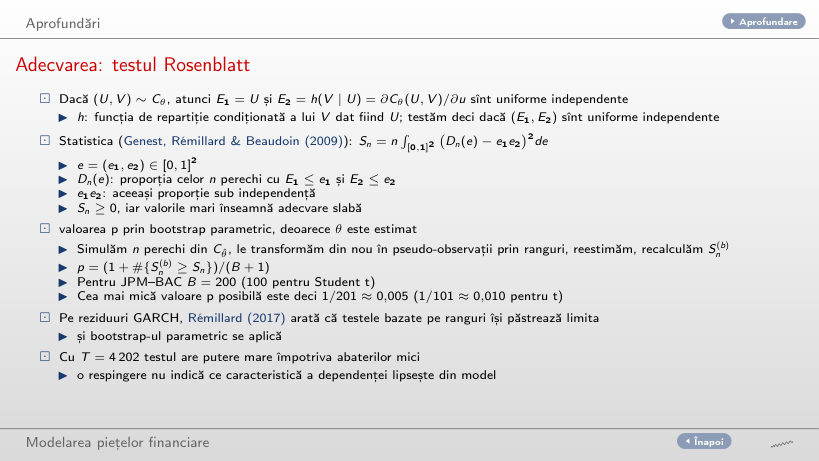 Aprofundări
Aprofundare
Adecvarea: testul Rosenblatt
Dacă (U, V) ∼ C_θ, atunci E₁ = U și E₂ = h(V | U) = ∂C_θ(U, V)/∂u sînt uniforme independente
h: funcția de repartiție condiționată a lui V dat fiind U; testăm deci dacă (E₁, E₂) sînt uniforme independente
Statistica (Genest, Rémillard & Beaudoin (2009)): S_n = n ∫_{[0,1]²} (D_n(e) − e₁e₂)² de
e = (e₁, e₂) ∈ [0, 1]²
D_n(e): proporția celor n perechi cu E₁ ≤ e₁ și E₂ ≤ e₂
e₁e₂: aceeași proporție sub independență
S_n ≥ 0, iar valorile mari înseamnă adecvare slabă
valoarea p prin bootstrap parametric, deoarece θ este estimat
Simulăm n perechi din C_θ̂, le transformăm din nou în pseudo-observații prin ranguri, reestimăm, recalculăm S_n^(b)
p = (1 + #{S_n^(b) ≥ S_n})/(B + 1)
Pentru JPM–BAC B = 200 (100 pentru Student t)
Cea mai mică valoare p posibilă este deci 1/201 ≈ 0,005 (1/101 ≈ 0,010 pentru t)
Pe reziduuri GARCH, Rémillard (2017) arată că testele bazate pe ranguri își păstrează limita
și bootstrap-ul parametric se aplică
Cu T = 4 202 testul are putere mare împotriva abaterilor mici
o respingere nu indică ce caracteristică a dependenței lipsește din model
Modelarea piețelor financiare
Înapoi